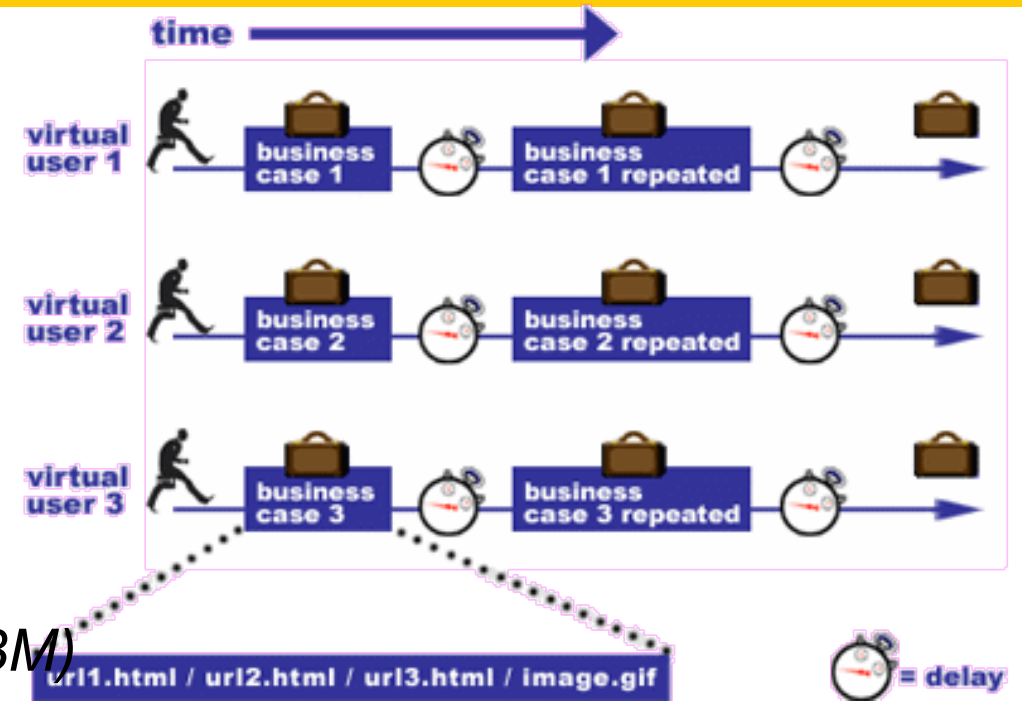 time
virtual
user 1
business
case 1
business
case 1 repeated
virtual
user 2
business
case 2
business
case 2 repeated
virtual
user 3
business
case 3
business
case 3 repeated
url1.html / url2.html / url3.html / image.gif
= delay